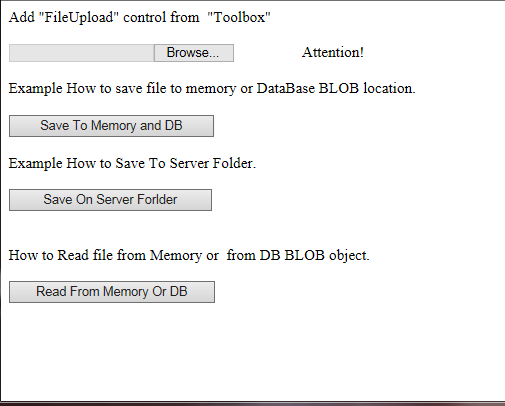 Add "FileUpload" control from  "Toolbox"
Browse... Attention!
Example How to save file to memory or DataBase BLOB location.
Save To Memory and DB
Example How to Save To Server Folder.
Save On Server Forlder
How to Read file from Memory or  from DB BLOB object.
Read From Memory Or DB